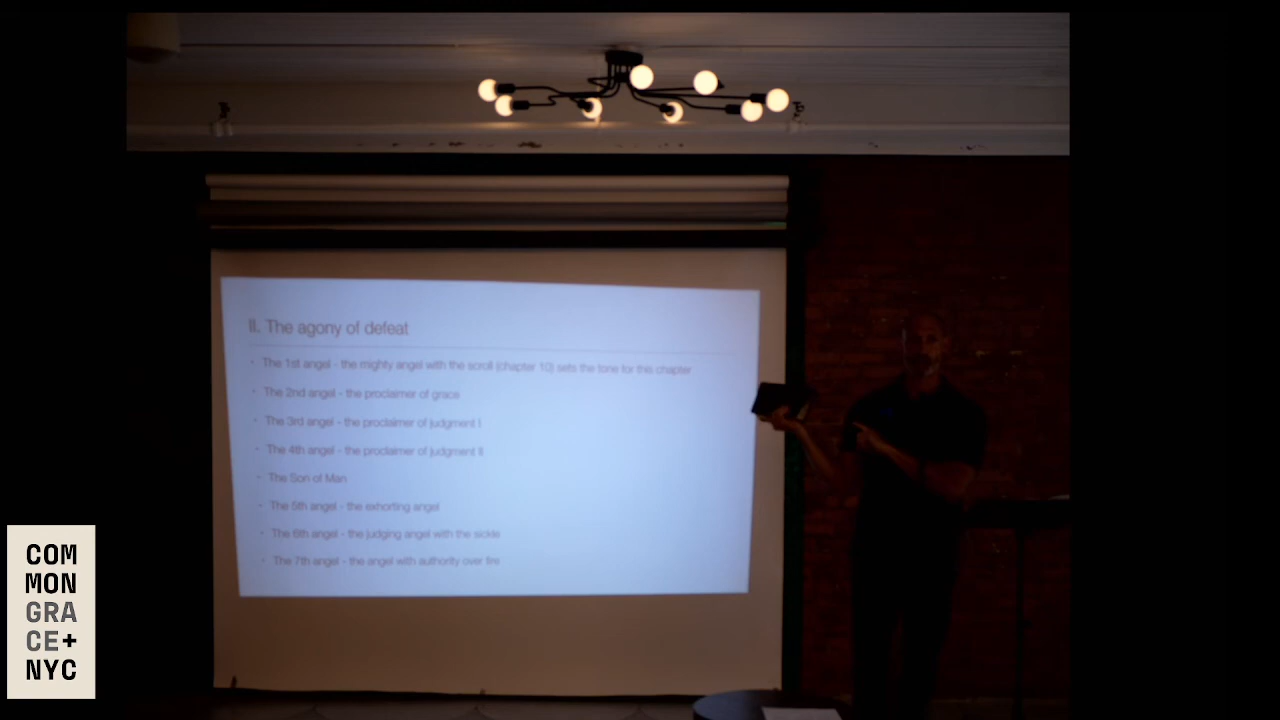 II. The agony of defeat
• The 1st angel - the mighty angel with the scroll (chapter 10) sets the tone for this chapter
• The 2nd angel - the proclaimer of grace
• The 3rd angel - the proclaimer of judgment I
• The 4th angel - the proclaimer of judgment II
• The Son of Man
• The 5th angel - the exhorting angel
• The 6th angel - the judging angel with the sickle
• The 7th angel - the angel with authority over fire
COM
MON
GRA
CE+
NYC